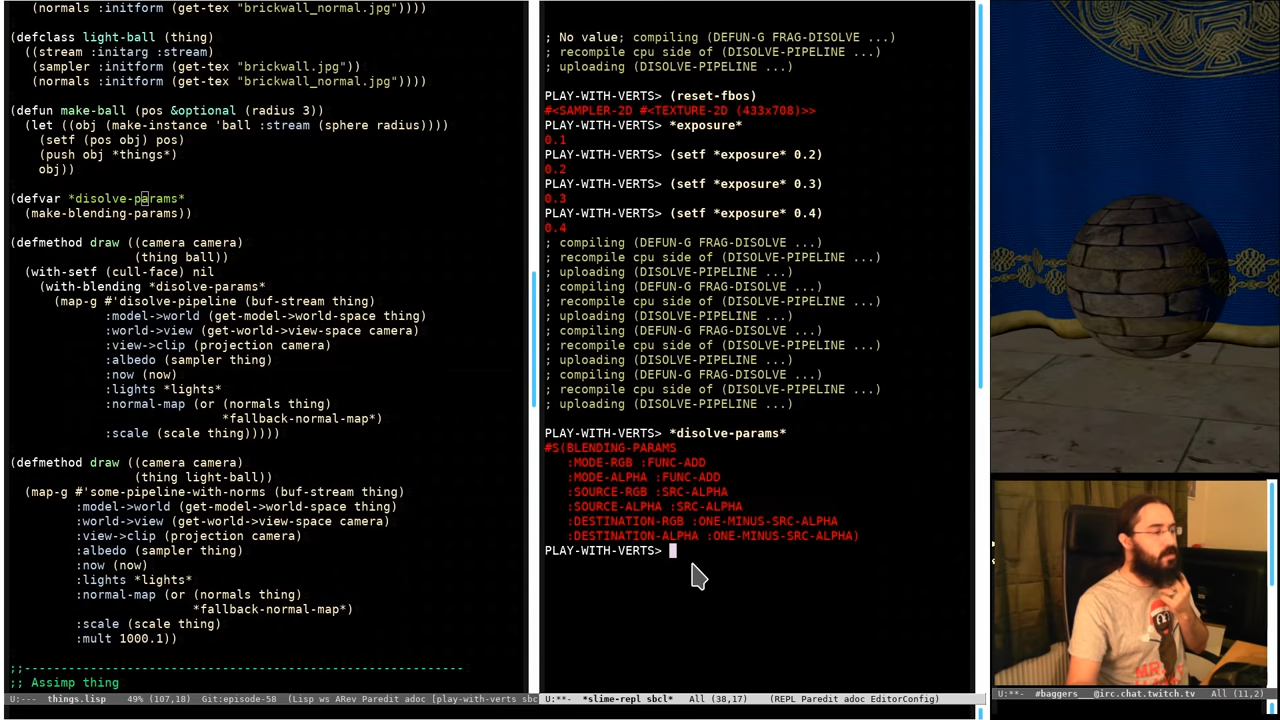 (normals :initform (get-tex "brickwall_normal.jpg"))))
(defclass light-ball (thing)
((stream :initarg :stream)
(sampler :initform (get-tex "brickwall.jpg"))
(normals :initform (get-tex "brickwall_normal.jpg"))))
(defun make-ball (pos &optional (radius 3))
(let ((obj (make-instance 'ball :stream (sphere radius))))
(setf (pos obj) pos)
(push obj *things*)
obj))
(defvar *disolve-params*
(make-blending-params))
(defmethod draw ((camera camera)
(thing ball))
(with-setf (cull-face) nil
(with-blending *disolve-params*
(map-g #'disolve-pipeline (buf-stream thing)
:model->world (get-model->world-space thing)
:world->view (get-world->view-space camera)
:view->clip (projection camera)
:albedo (sampler thing)
:now (now)
:lights *lights*
:normal-map (or (normals thing)
*fallback-normal-map*)
:scale (scale thing)))))
(defmethod draw ((camera camera)
(thing light-ball))
(map-g #'some-pipeline-with-norms (buf-stream thing)
:model->world (get-model->world-space thing)
:world->view (get-world->view-space camera)
:view->clip (projection camera)
:albedo (sampler thing)
:now (now)
:lights *lights*
:normal-map (or (normals thing)
*fallback-normal-map*)
:scale (scale thing)
:mult 1000.1))
;;------------------------------------------------------------
;; Assimp thing
U:--- things.lisp 49% (107,18) Git:episode-58 (Lisp ws ARev Paredit adoc [play-with-verts sbc
; No value; compiling (DEFUN-G FRAG-DISOLVE ...)
; recompile cpu side of (DISOLVE-PIPELINE ...)
; uploading (DISOLVE-PIPELINE ...)
PLAY-WITH-VERTS> (reset-fbos)
#<SAMPLER-2D #<TEXTURE-2D (433x708)>>
PLAY-WITH-VERTS> *exposure*
0.1
PLAY-WITH-VERTS> (setf *exposure* 0.2)
0.2
PLAY-WITH-VERTS> (setf *exposure* 0.3)
0.3
PLAY-WITH-VERTS> (setf *exposure* 0.4)
0.4
; compiling (DEFUN-G FRAG-DISOLVE ...)
; recompile cpu side of (DISOLVE-PIPELINE ...)
; uploading (DISOLVE-PIPELINE ...)
; compiling (DEFUN-G FRAG-DISOLVE ...)
; recompile cpu side of (DISOLVE-PIPELINE ...)
; uploading (DISOLVE-PIPELINE ...)
; compiling (DEFUN-G FRAG-DISOLVE ...)
; recompile cpu side of (DISOLVE-PIPELINE ...)
; uploading (DISOLVE-PIPELINE ...)
; compiling (DEFUN-G FRAG-DISOLVE ...)
; recompile cpu side of (DISOLVE-PIPELINE ...)
; uploading (DISOLVE-PIPELINE ...)
PLAY-WITH-VERTS> *disolve-params*
#S(BLENDING-PARAMS
:MODE-RGB :FUNC-ADD
:MODE-ALPHA :FUNC-ADD
:SOURCE-RGB :SRC-ALPHA
:SOURCE-ALPHA :SRC-ALPHA
:DESTINATION-RGB :ONE-MINUS-SRC-ALPHA
:DESTINATION-ALPHA :ONE-MINUS-SRC-ALPHA)
PLAY-WITH-VERTS>
U:**- *slime-repl sbcl* All (38,17) (REPL Paredit adoc EditorConfig)
U:**- #baggers___@irc.chat.twitch.tv All (11,2)